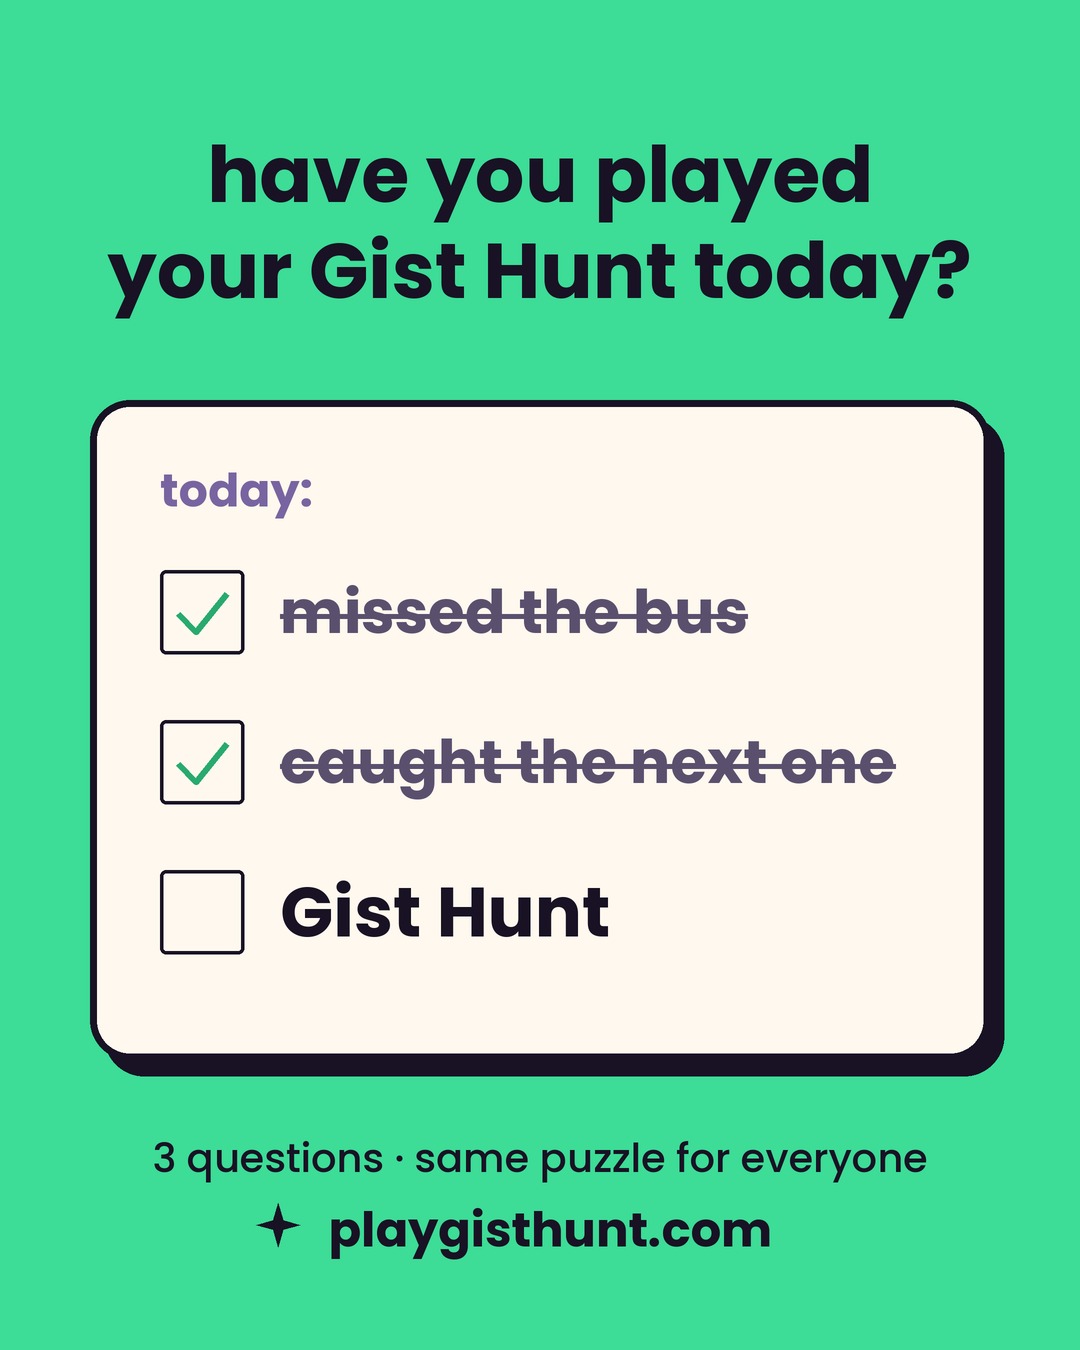 have you played
your Gist Hunt today?
today:
missed the bus
caught the next one
Gist Hunt
3 questions · same puzzle for everyone
playgisthunt.com